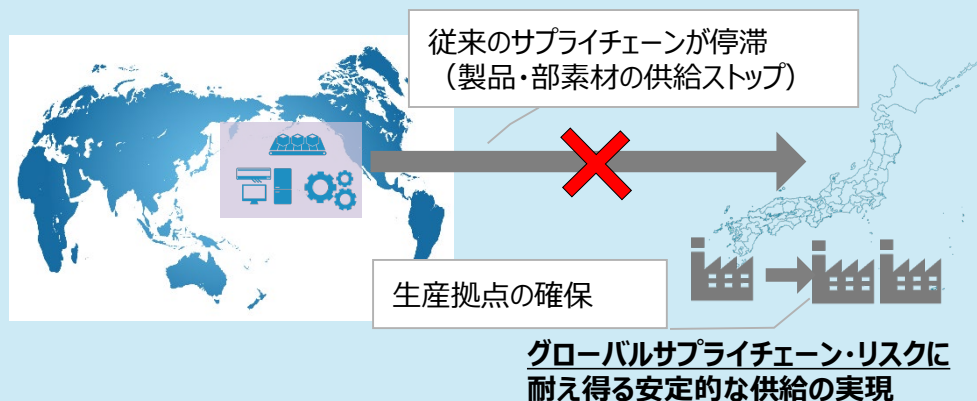 従来のサプライチェーンが停滞
（製品・部素材の供給ストップ）
生産拠点の確保
グローバルサプライチェーン・リスクに
耐え得る安定的な供給の実現